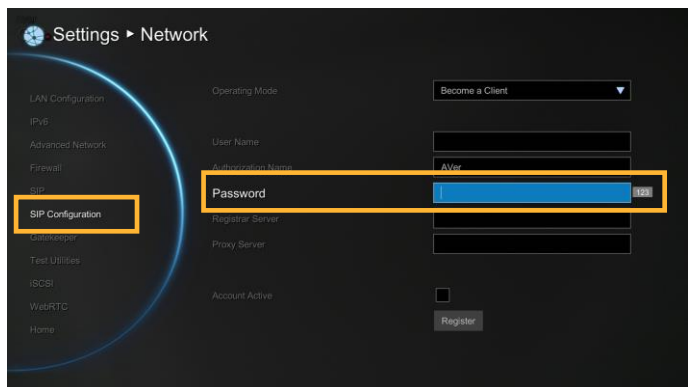 Settings ▸ Network
LAN Configuration
IPv6
Advanced Network
Firewall
SIP
SIP Configuration
Gatekeeper
Test Utilities
iSCSI
WebRTC
Home
Operating Mode
Become a Client
User Name
Authorization Name
AVer
Password
123
Registrar Server
Proxy Server
Account Active
Register